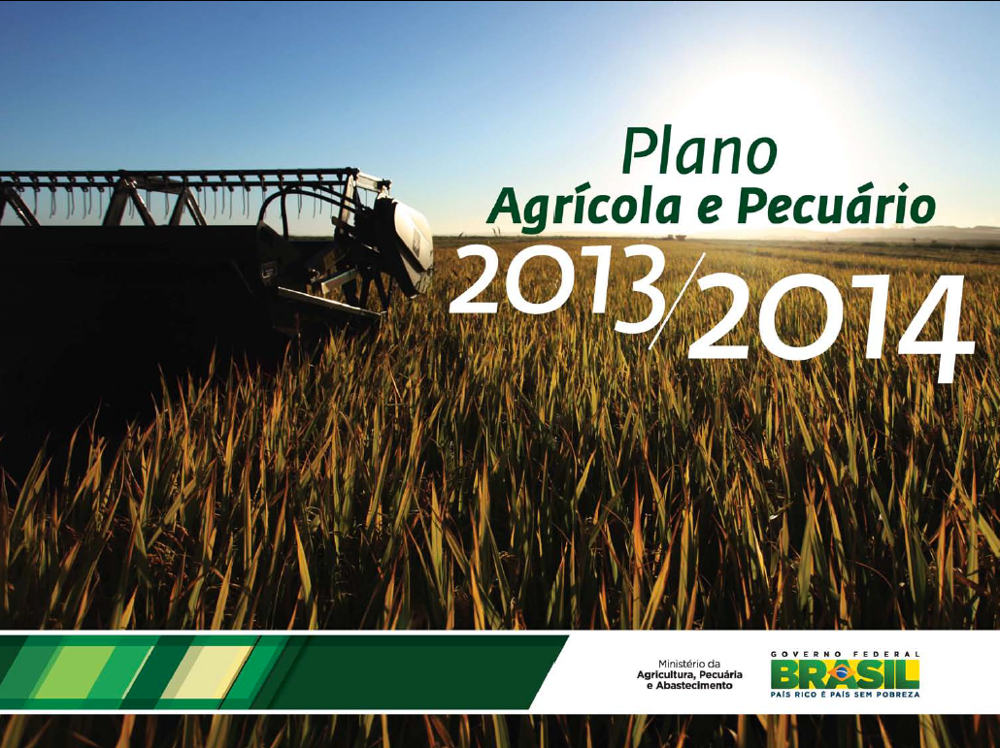 Plano
Agrícola e Pecuário
2013/2014
Ministério da
Agricultura, Pecuária
e Abastecimento
GOVERNO FEDERAL
BRASIL
PAÍS RICO É PAÍS SEM POBREZA